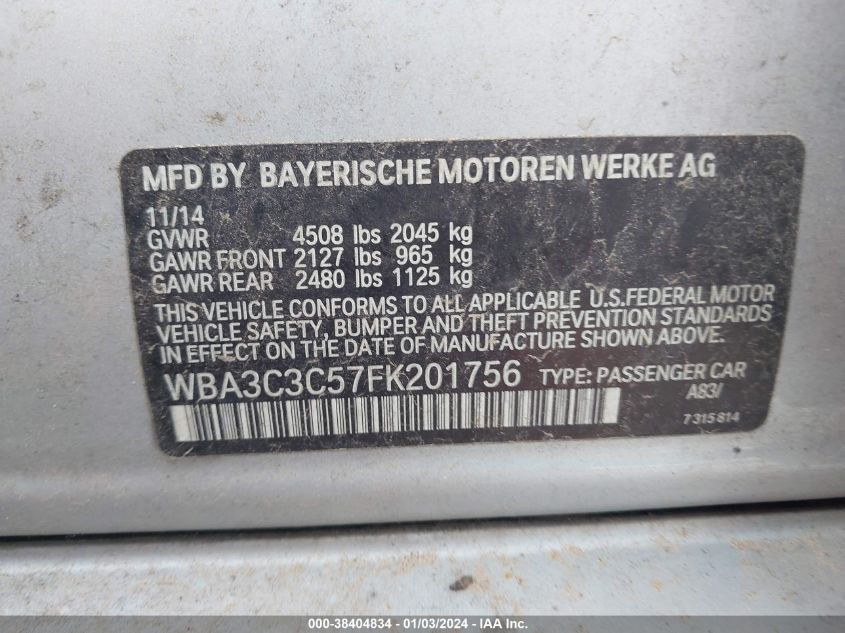 MFD BY BAYERISCHE MOTOREN WERKE AG
11/14
GVWR 4508 lbs 2045 kg
GAWR FRONT 2127 lbs 965 kg
GAWR REAR 2480 lbs 1125 kg
THIS VEHICLE CONFORMS TO ALL APPLICABLE U.S.FEDERAL MOTOR
VEHICLE SAFETY, BUMPER AND THEFT PREVENTION STANDARDS
IN EFFECT ON THE DATE OF MANUFACTURE SHOWN ABOVE.
WBA3C3C57FK201756 TYPE: PASSENGER CAR
A83/
7315814
000-38404834 - 01/03/2024 - IAA Inc.